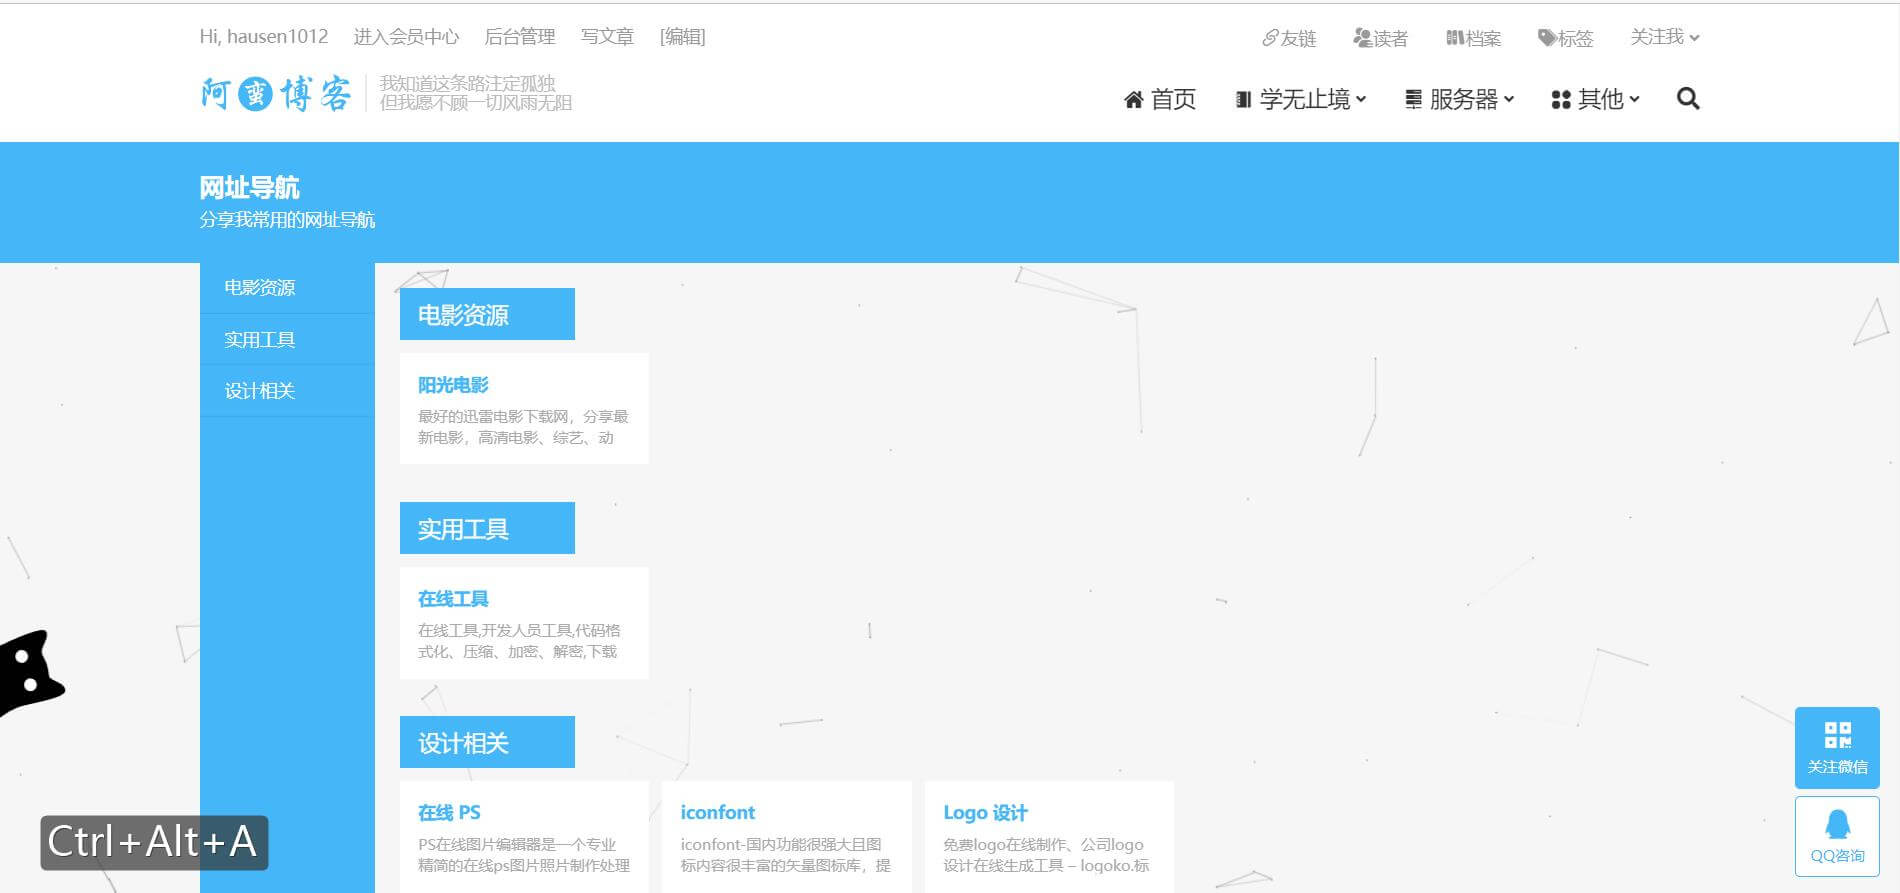 Hi, hausen1012 进入会员中心 后台管理 写文章 [编辑] 友链 读者 档案 标签 关注我
阿蛮博客
我知道这条路注定孤独
但我愿不顾一切风雨无阻
首页 学无止境 服务器 其他
网址导航
分享我常用的网址导航
电影资源
实用工具
设计相关
电影资源
阳光电影
最好的迅雷电影下载网，分享最
新电影，高清电影、综艺、动
实用工具
在线工具
在线工具,开发人员工具,代码格
式化、压缩、加密、解密,下载
设计相关
在线 PS
PS在线图片编辑器是一个专业
精简的在线ps图片照片制作处理
iconfont
iconfont-国内功能很强大且图
标内容很丰富的矢量图标库，提
Logo 设计
免费logo在线制作、公司logo
设计在线生成工具 – logoko.标
关注微信
QQ咨询
Ctrl+Alt+A